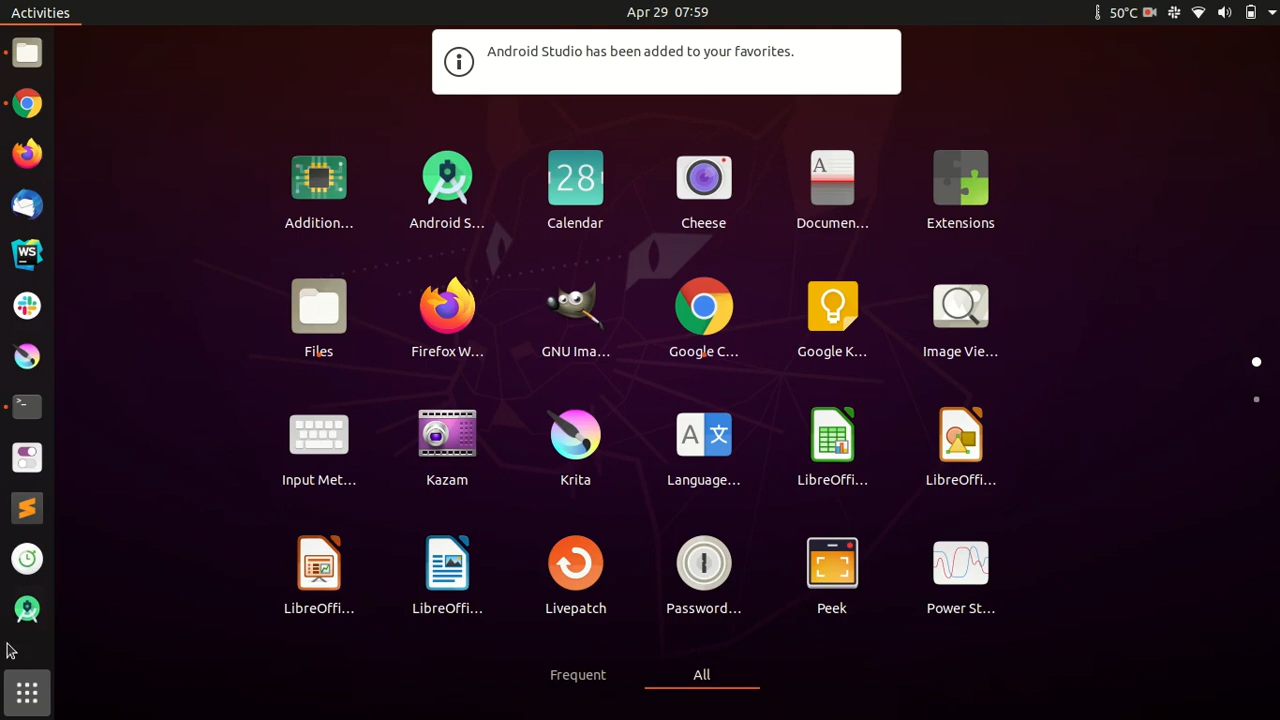 Activities
Apr 29 07:59
50°C
Android Studio has been added to your favorites.
WS
28
A
Addition...
Android S...
Calendar
Cheese
Documen...
Extensions
Files
Firefox W...
GNU Ima...
Google C...
Google K...
Image Vie...
>_
A 文
Input Met...
Kazam
Krita
Language...
LibreOffi...
LibreOffi...
LibreOffi...
LibreOffi...
Livepatch
Password...
Peek
Power St...
Frequent
All